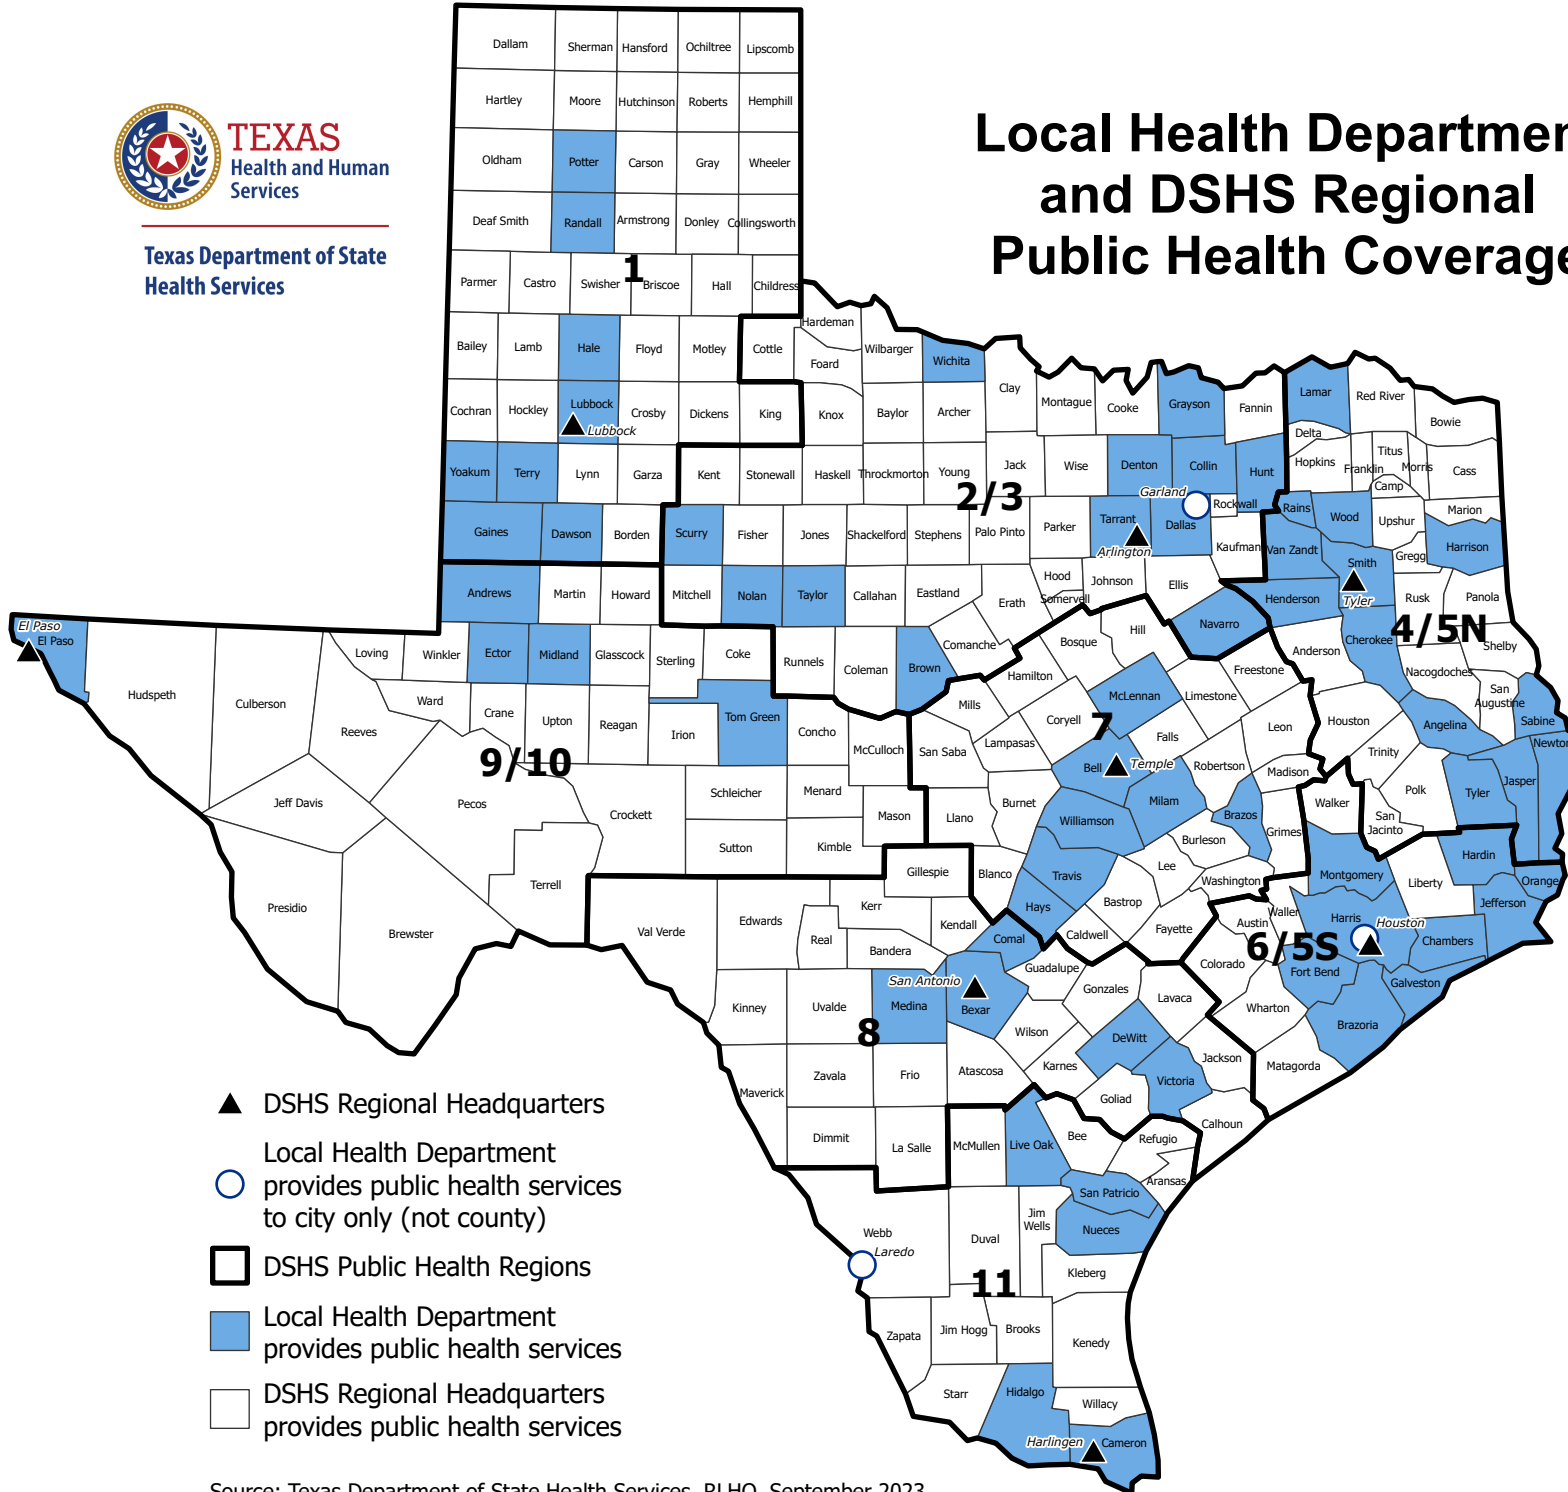 TEXAS
Health and Human
Services
Texas Department of State
Health Services
Local Health Departmen
and DSHS Regional
Public Health Coverage
Dallam Sherman Hansford Ochiltree Lipscomb
Hartley Moore Hutchinson Roberts Hemphill
Oldham Potter Carson Gray Wheeler
Deaf Smith Randall Armstrong Donley Collingsworth
1
Parmer Castro Swisher Briscoe Hall Childress
Hardeman
Bailey Lamb Hale Floyd Motley Cottle Foard Wilbarger Wichita
Clay Montague Cooke Grayson Fannin Lamar Red River Bowie
Cochran Hockley Lubbock Crosby Dickens King Knox Baylor Archer
Lubbock
Delta Titus
Hopkins Franklin Morris Cass
Camp
Yoakum Terry Lynn Garza Kent Stonewall Haskell Throckmorton Young Jack Wise Denton Collin Hunt
2/3
Garland Rockwall
Rains Wood Upshur Marion
Gaines Dawson Borden Scurry Fisher Jones Shackelford Stephens Palo Pinto Parker Tarrant Dallas Kaufman
Arlington
Van Zandt Smith Gregg Harrison
Tyler
Andrews Martin Howard Mitchell Nolan Taylor Callahan Eastland Erath Hood Somervell Johnson Ellis
Henderson Rusk Panola
4/5N
Navarro Cherokee Shelby
El Paso
El Paso
Loving Winkler Ector Midland Glasscock Sterling Coke Runnels Coleman Brown Comanche Bosque Hill
Anderson Nacogdoches
Freestone
San
Augustine
Sabine
Hudspeth Culberson Reeves Ward Crane Upton Reagan Irion Tom Green Concho McCulloch
Hamilton McLennan Limestone
Mills Coryell
7
Falls Leon Houston Angelina Newton
9/10
San Saba Lampasas Bell Temple Robertson Madison Trinity
Jeff Davis Pecos Crockett Schleicher Menard Mason
Llano Burnet Milam Walker Polk Tyler Jasper
Williamson Brazos Grimes
San
Jacinto
Sutton Kimble
Burleson
Terrell
Gillespie Blanco Travis Lee Washington
Montgomery Liberty Hardin
Orange
Presidio Brewster
Val Verde Edwards Kerr Kendall Hays Bastrop
Real Bandera Comal Caldwell Fayette
Austin Waller Harris Houston Chambers Jefferson
6/5S
Guadalupe Colorado Fort Bend Galveston
San Antonio
Kinney Uvalde Medina Bexar Gonzales Lavaca Wharton Brazoria
8
Wilson DeWitt
Maverick Zavala Frio Atascosa Karnes Victoria Jackson Matagorda
Goliad Calhoun
Dimmit La Salle McMullen Live Oak Bee Refugio
Aransas
San Patricio
Webb Duval
Jim
Wells
Nueces
Laredo
Kleberg
11
Zapata Jim Hogg Brooks Kenedy
Starr Hidalgo Willacy
Harlingen Cameron
DSHS Regional Headquarters
Local Health Department
provides public health services
to city only (not county)
DSHS Public Health Regions
Local Health Department
provides public health services
DSHS Regional Headquarters
provides public health services
Source: Texas Department of State Health Services, RLHO, September 2023